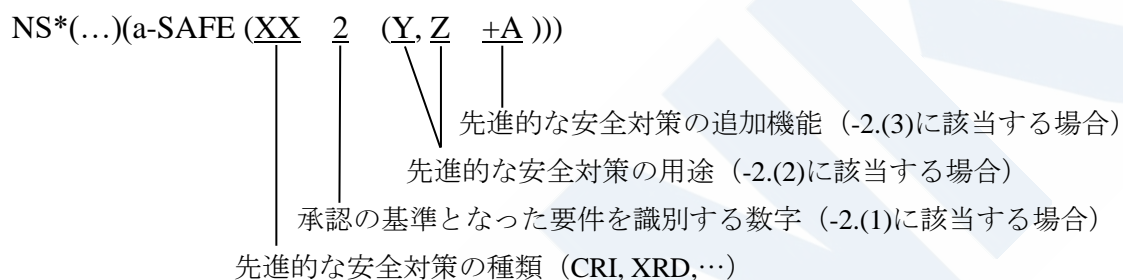 NS*(…)(a-SAFE (XX 2 (Y, Z +A )))
先進的な安全対策の追加機能（-2.(3)に該当する場合）
先進的な安全対策の用途（-2.(2)に該当する場合）
承認の基準となった要件を識別する数字（-2.(1)に該当する場合）
先進的な安全対策の種類（CRI, XRD,…）